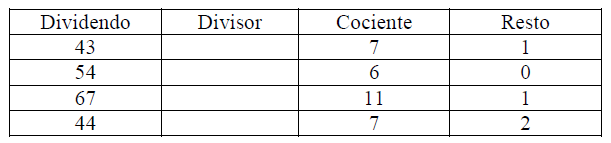 Dividendo Divisor Cociente Resto
43 7 1
54 6 0
67 11 1
44 7 2